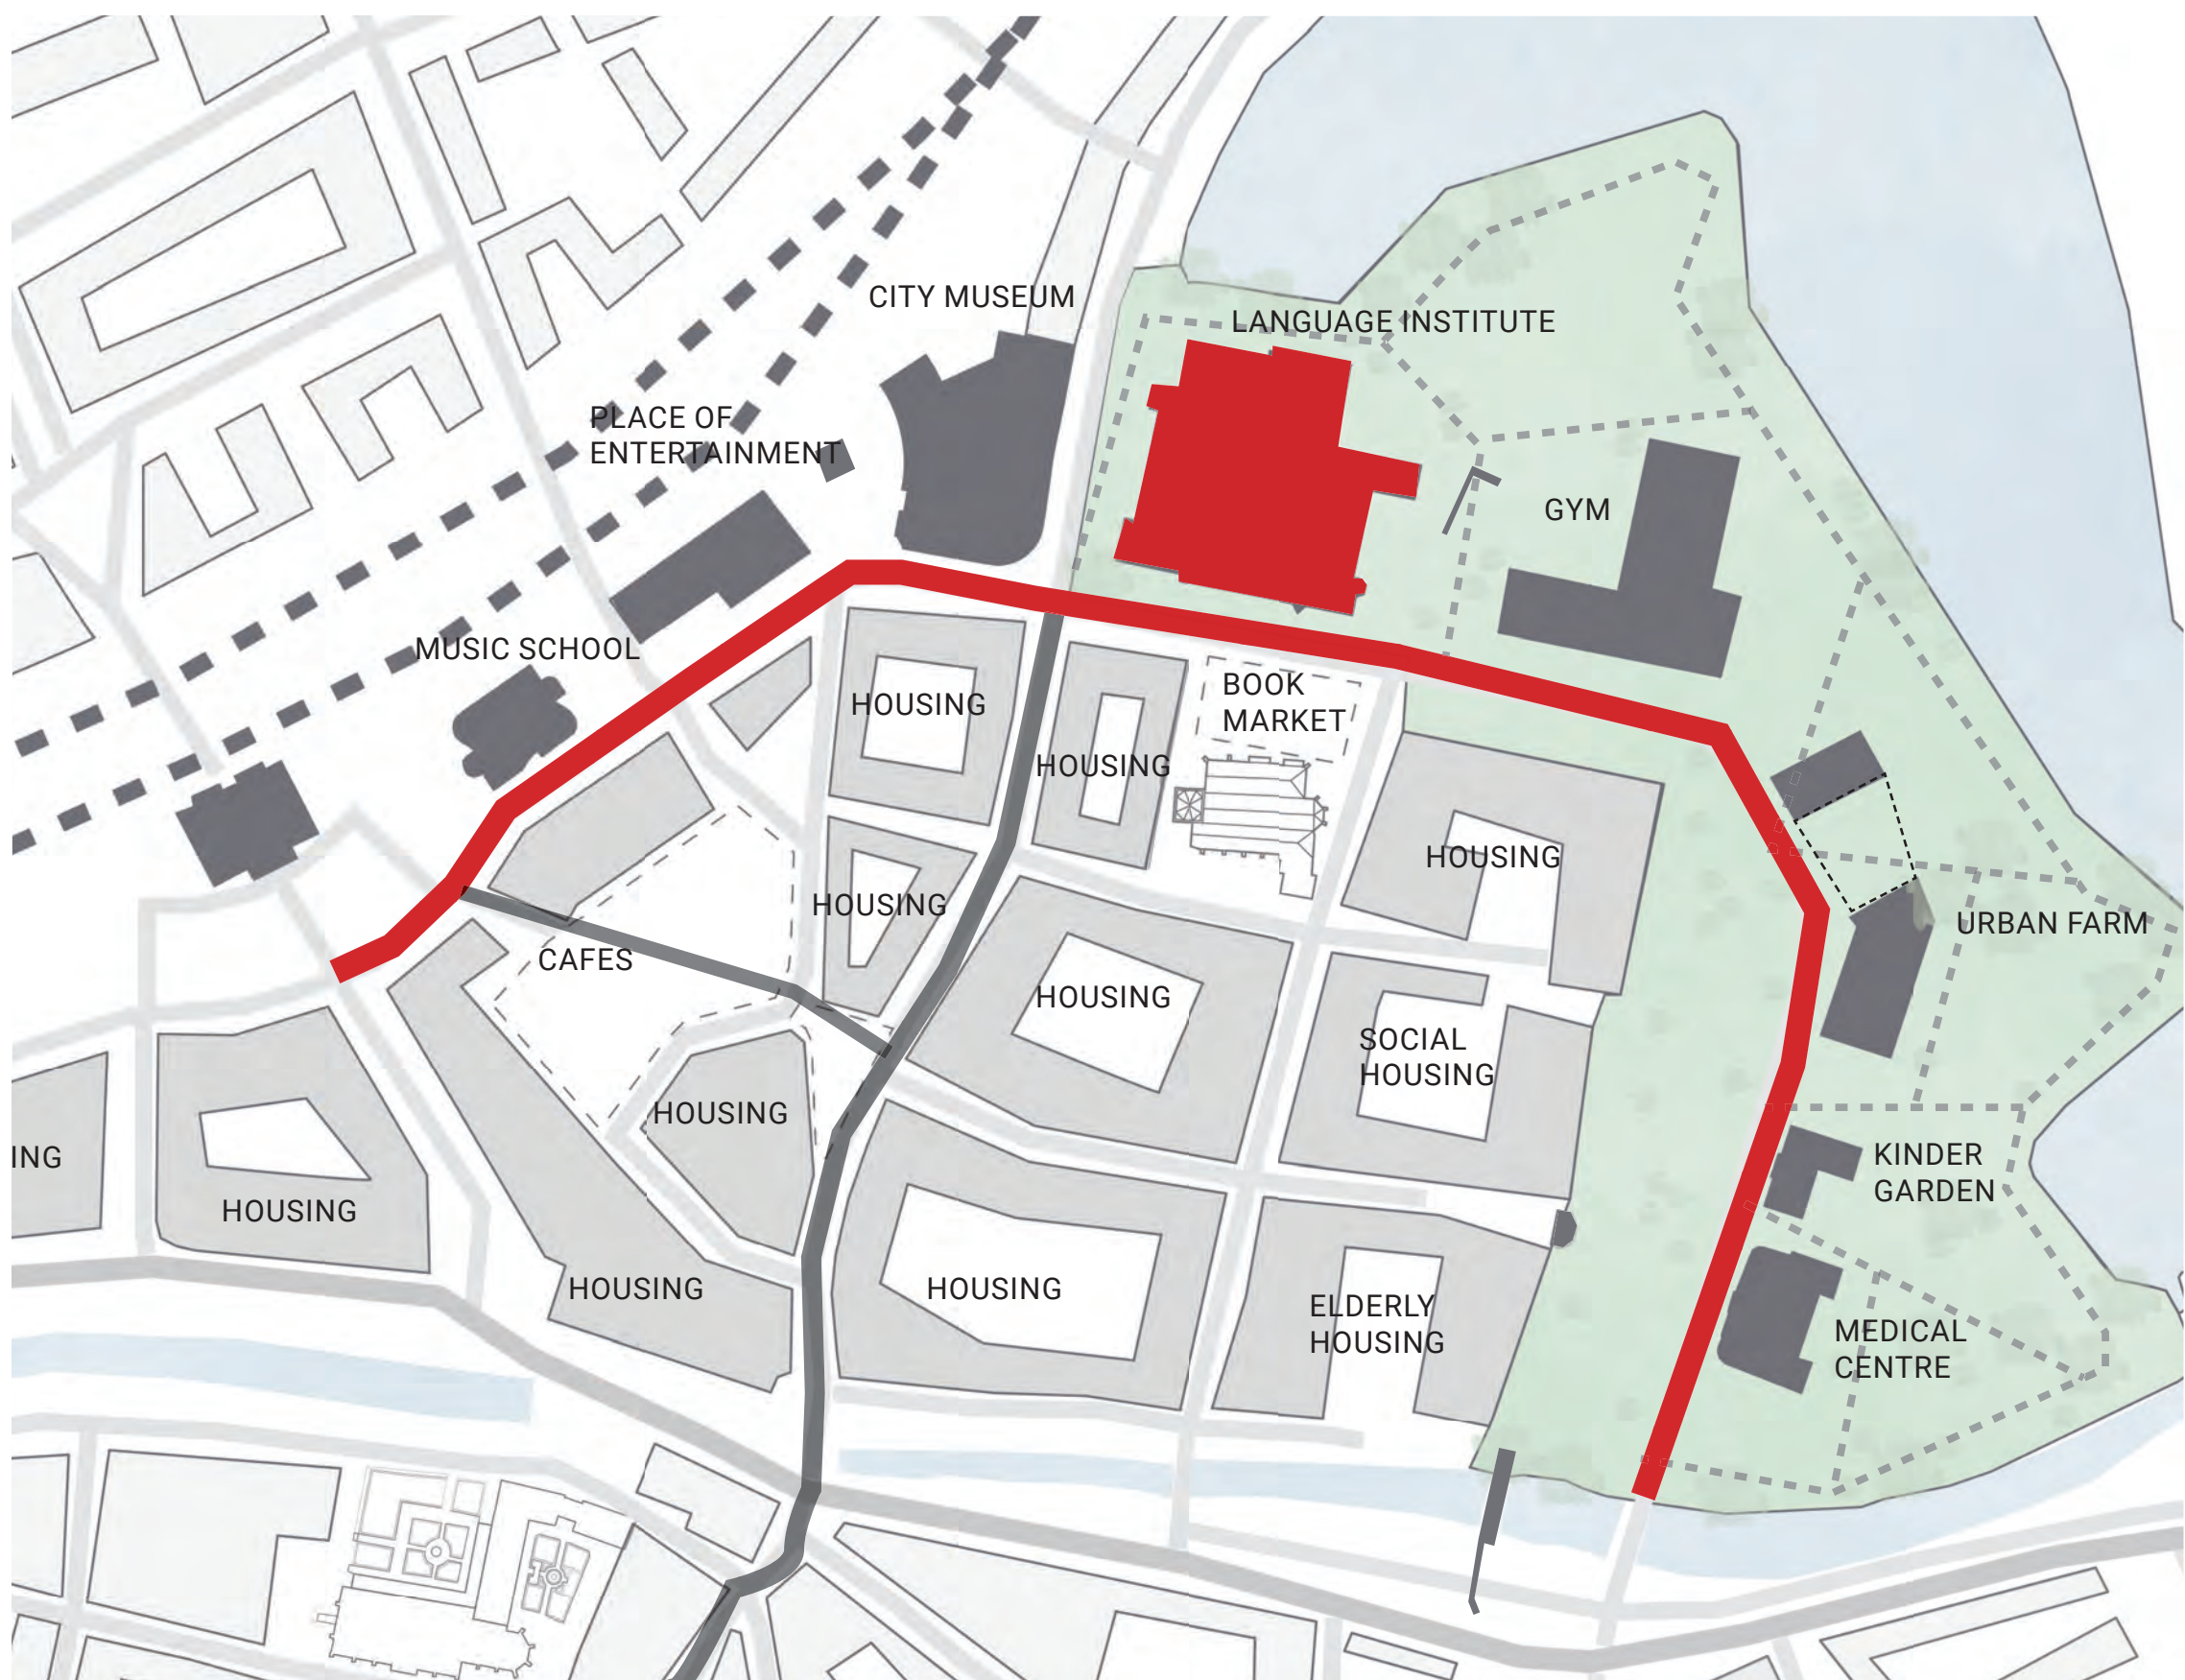 CITY MUSEUM
LANGUAGE INSTITUTE
PLACE OF
ENTERTAINMENT
GYM
MUSIC SCHOOL
HOUSING
BOOK
MARKET
HOUSING
HOUSING
HOUSING
URBAN FARM
CAFES
HOUSING
SOCIAL
HOUSING
HOUSING
ING
KINDER
GARDEN
HOUSING
HOUSING
HOUSING
ELDERLY
HOUSING
MEDICAL
CENTRE